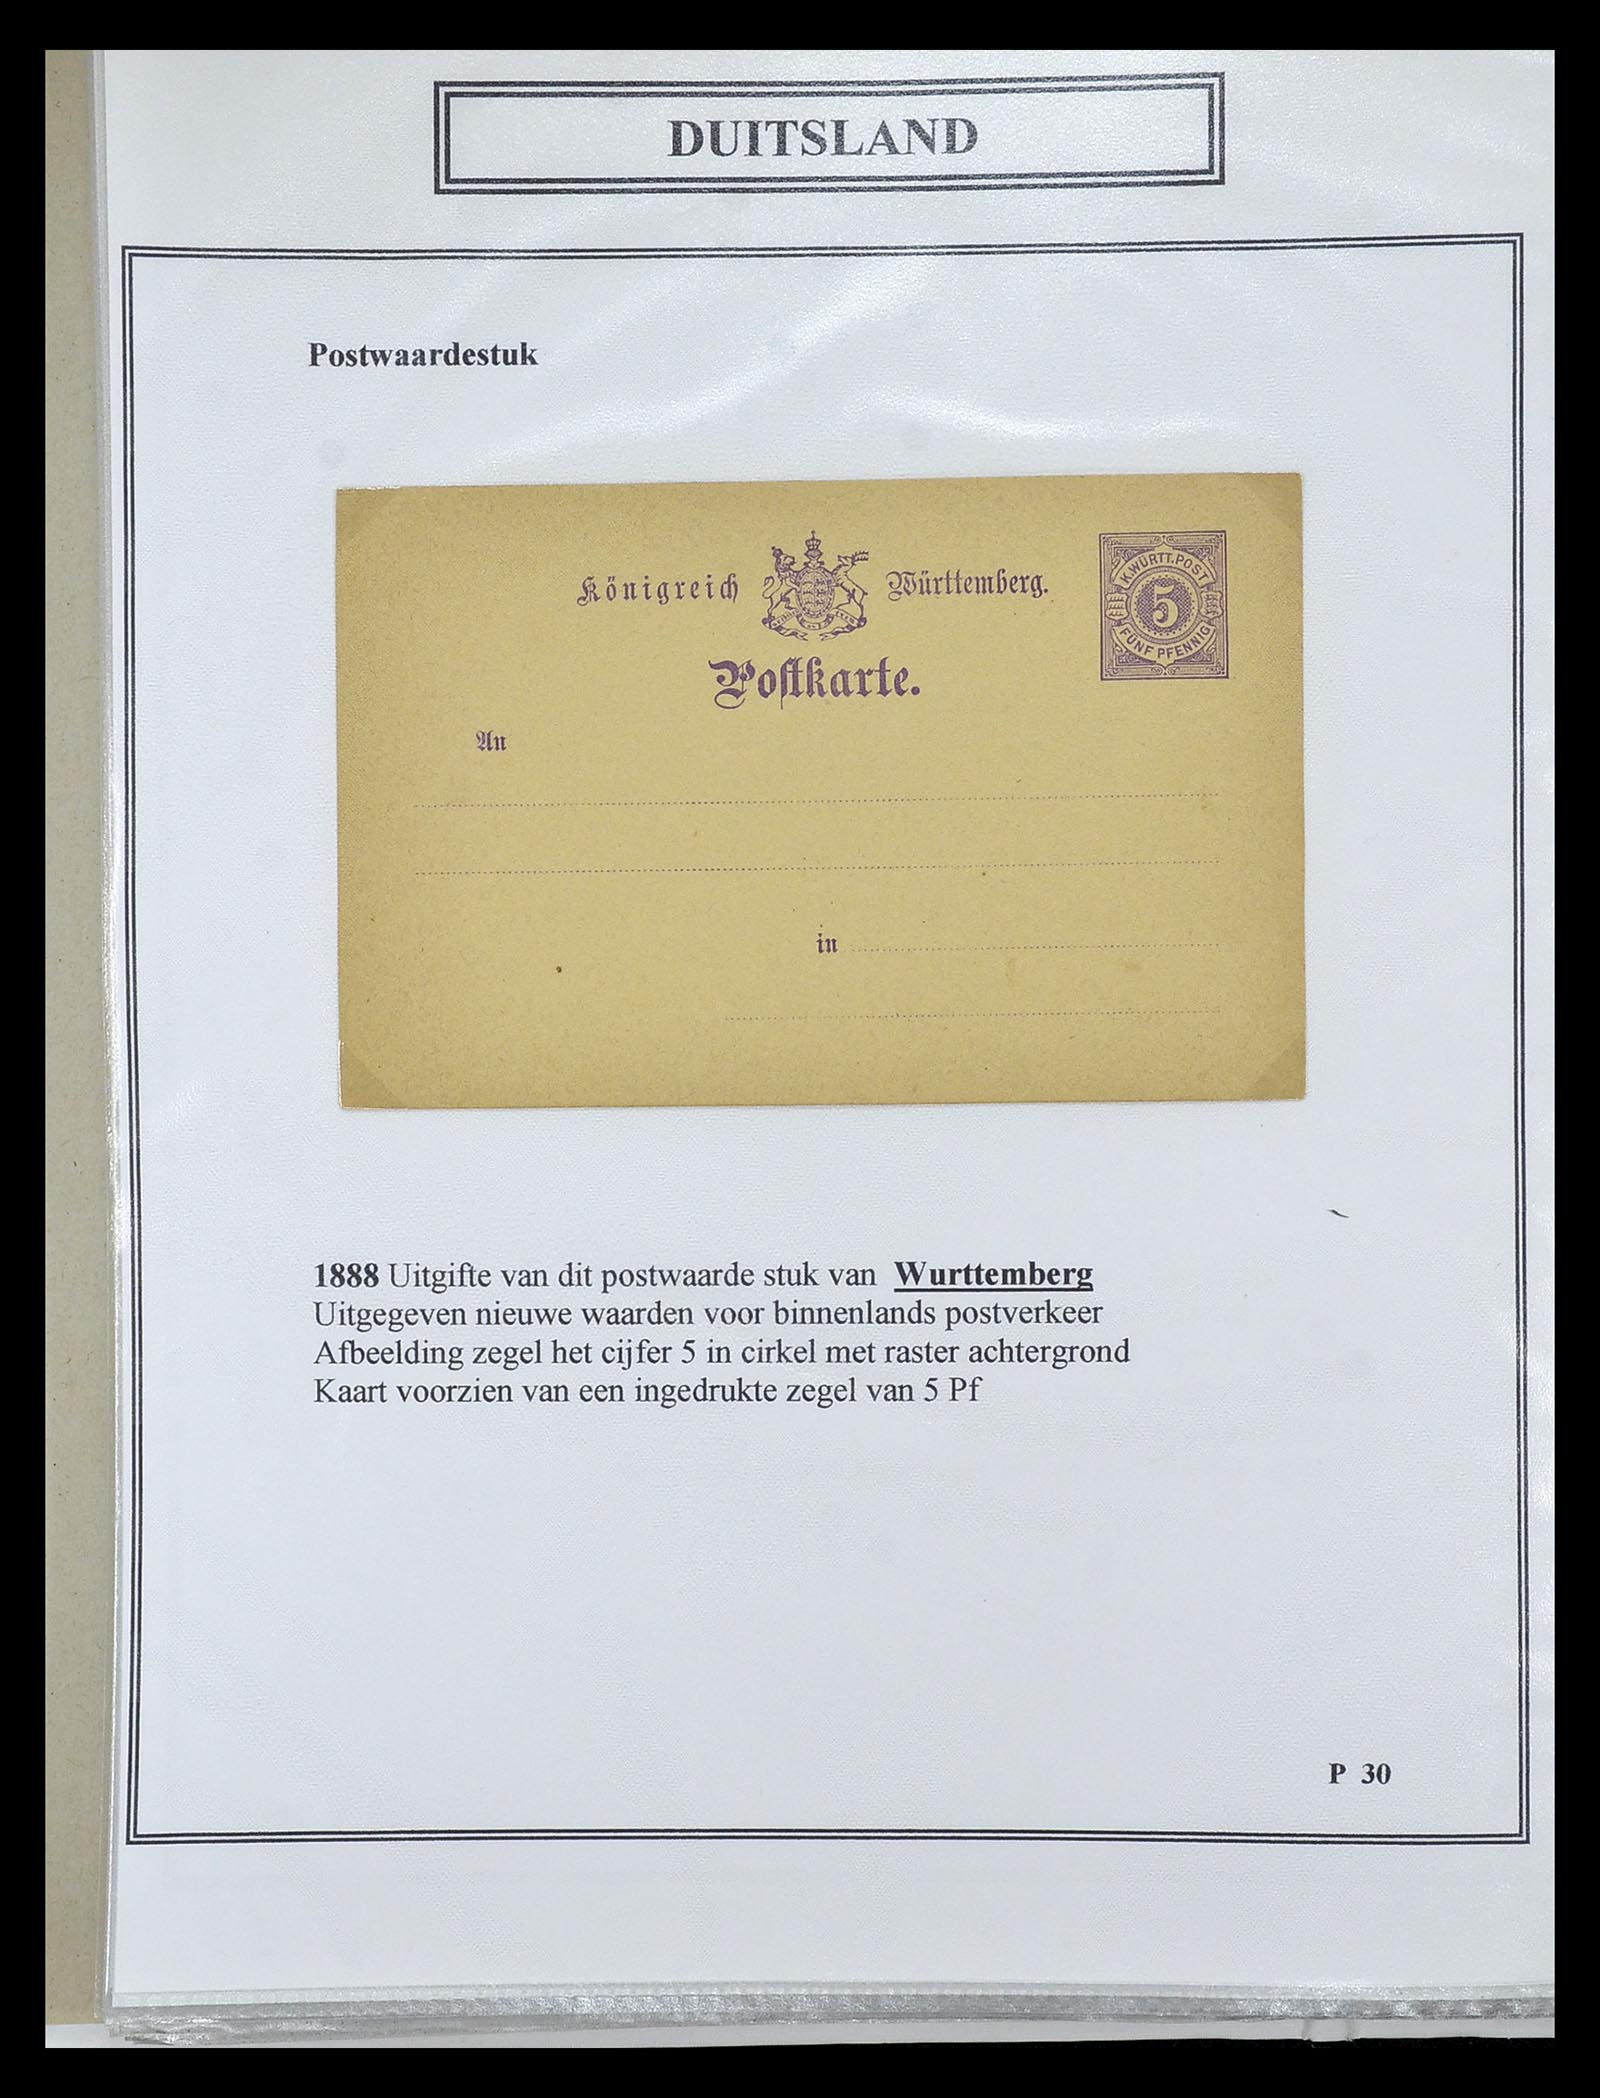 DUITSLAND
Postwaardestuk
Königreich Württemberg.
K.WÜRTT.POST
5
FÜNF PFENNIG
Postkarte.
An
in
1888 Uitgifte van dit postwaarde stuk van Wurttemberg
Uitgegeven nieuwe waarden voor binnenlands postverkeer
Afbeelding zegel het cijfer 5 in cirkel met raster achtergrond
Kaart voorzien van een ingedrukte zegel van 5 Pf
P 30